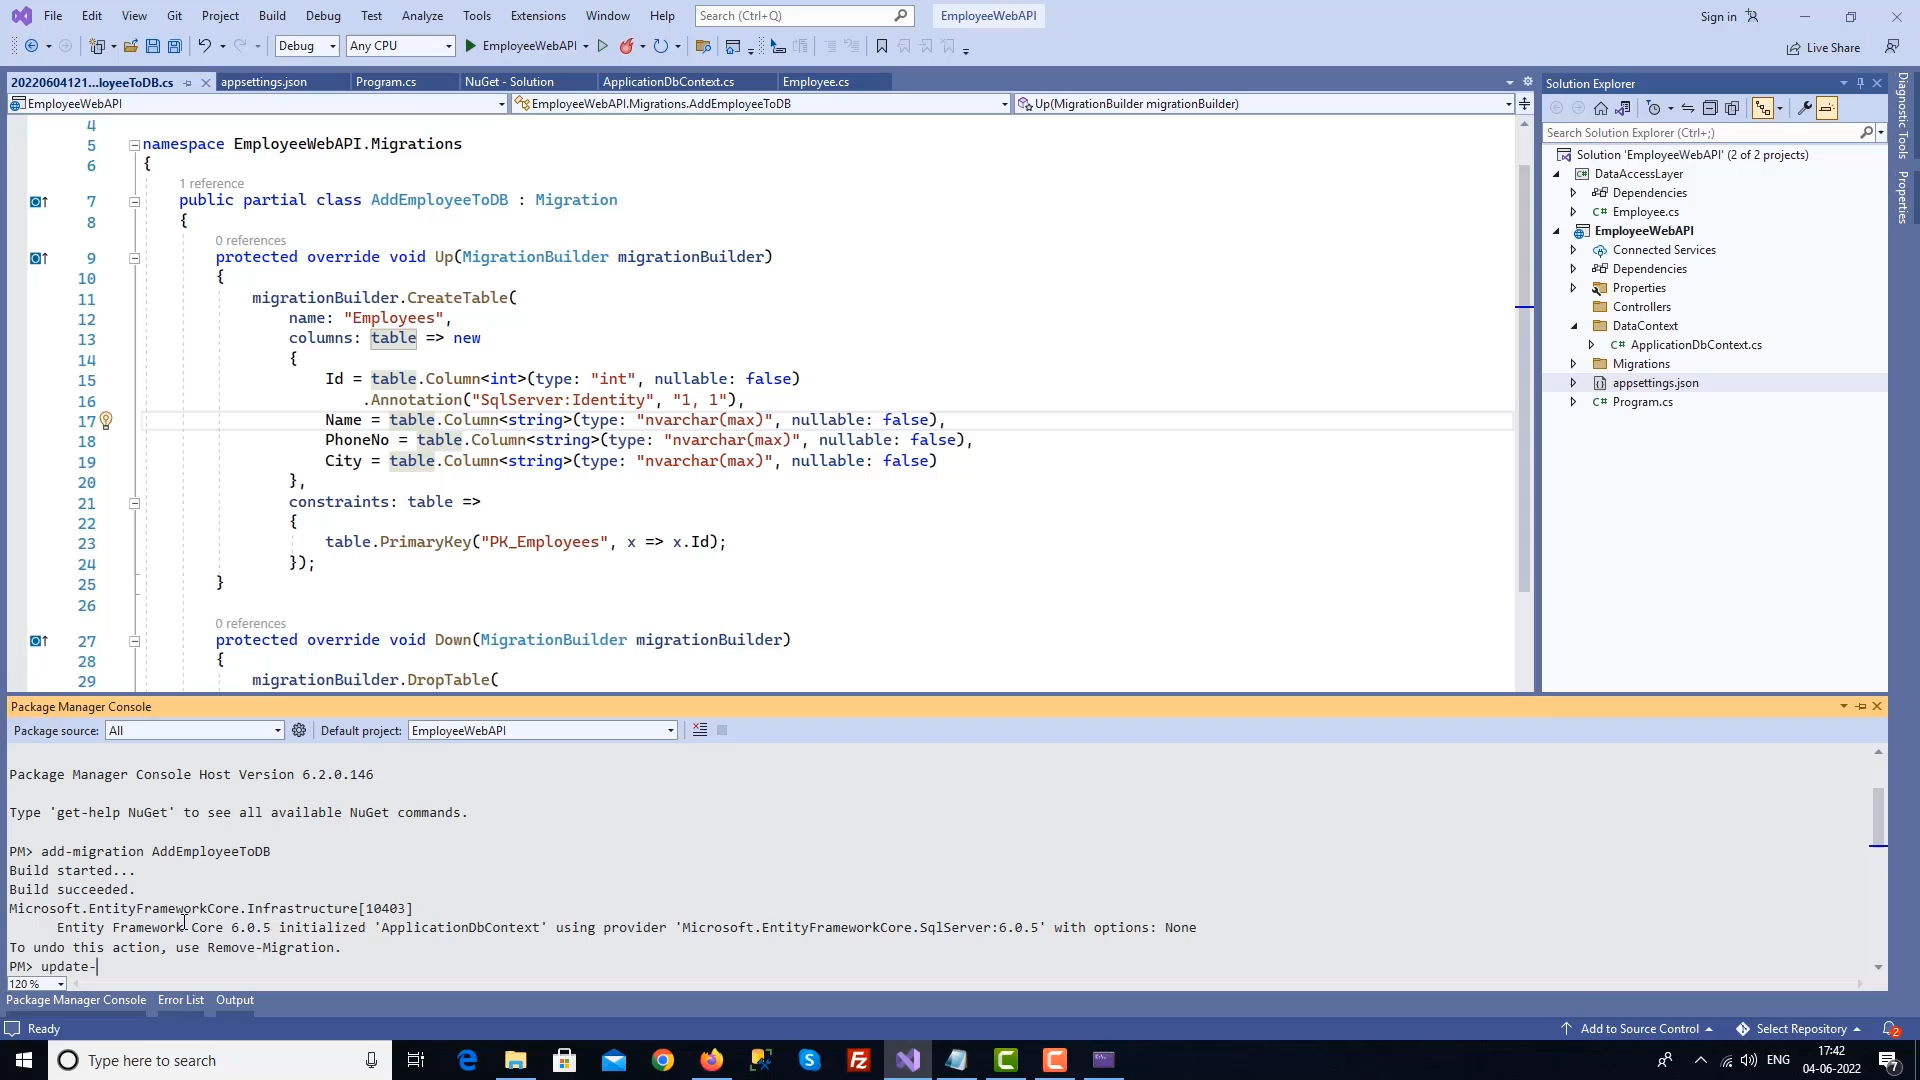 File Edit View Git Project Build Debug Test Analyze Tools Extensions Window Help Search (Ctrl+Q) EmployeeWebAPI Sign in
Debug Any CPU EmployeeWebAPI Live Share
20220604121...loyeeToDB.cs appsettings.json Program.cs NuGet - Solution ApplicationDbContext.cs Employee.cs
EmployeeWebAPI EmployeeWebAPI.Migrations.AddEmployeeToDB Up(MigrationBuilder migrationBuilder)
4
5 namespace EmployeeWebAPI.Migrations
6 {
1 reference
7 public partial class AddEmployeeToDB : Migration
8 {
0 references
9 protected override void Up(MigrationBuilder migrationBuilder)
10 {
11 migrationBuilder.CreateTable(
12 name: "Employees",
13 columns: table => new
14 {
15 Id = table.Column<int>(type: "int", nullable: false)
16 .Annotation("SqlServer:Identity", "1, 1"),
17 Name = table.Column<string>(type: "nvarchar(max)", nullable: false),
18 PhoneNo = table.Column<string>(type: "nvarchar(max)", nullable: false),
19 City = table.Column<string>(type: "nvarchar(max)", nullable: false)
20 },
21 constraints: table =>
22 {
23 table.PrimaryKey("PK_Employees", x => x.Id);
24 });
25 }
26
0 references
27 protected override void Down(MigrationBuilder migrationBuilder)
28 {
29 migrationBuilder.DropTable(
Solution Explorer
Search Solution Explorer (Ctrl+;)
Solution 'EmployeeWebAPI' (2 of 2 projects)
DataAccessLayer
Dependencies
C# Employee.cs
EmployeeWebAPI
Connected Services
Dependencies
Properties
Controllers
DataContext
C# ApplicationDbContext.cs
Migrations
appsettings.json
C# Program.cs
Diagnostic Tools
Properties
Package Manager Console
Package source: All Default project: EmployeeWebAPI
Package Manager Console Host Version 6.2.0.146
Type 'get-help NuGet' to see all available NuGet commands.
PM> add-migration AddEmployeeToDB
Build started...
Build succeeded.
Microsoft.EntityFrameworkCore.Infrastructure[10403]
Entity Framework Core 6.0.5 initialized 'ApplicationDbContext' using provider 'Microsoft.EntityFrameworkCore.SqlServer:6.0.5' with options: None
To undo this action, use Remove-Migration.
PM> update-
120 %
Package Manager Console Error List Output
Ready Add to Source Control Select Repository 2
Type here to search ENG 17:42
04-06-2022 7